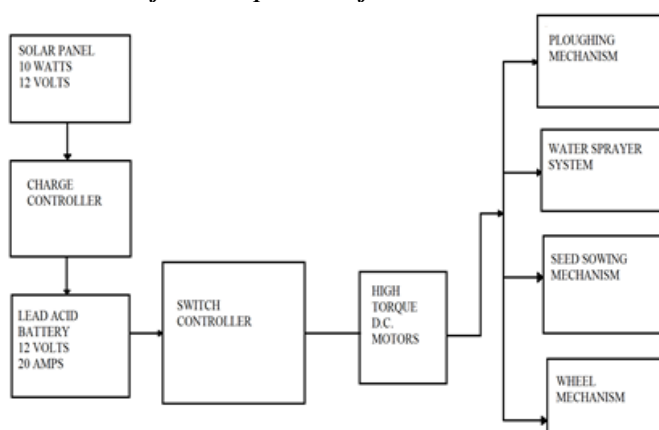 SOLAR PANEL
10 WATTS
12 VOLTS
CHARGE
CONTROLLER
LEAD ACID
BATTERY
12 VOLTS
20 AMPS
SWITCH
CONTROLLER
HIGH
TORQUE
D.C.
MOTORS
PLOUGHING
MECHANISM
WATER SPRAYER
SYSTEM
SEED SOWING
MECHANISM
WHEEL
MECHANISM